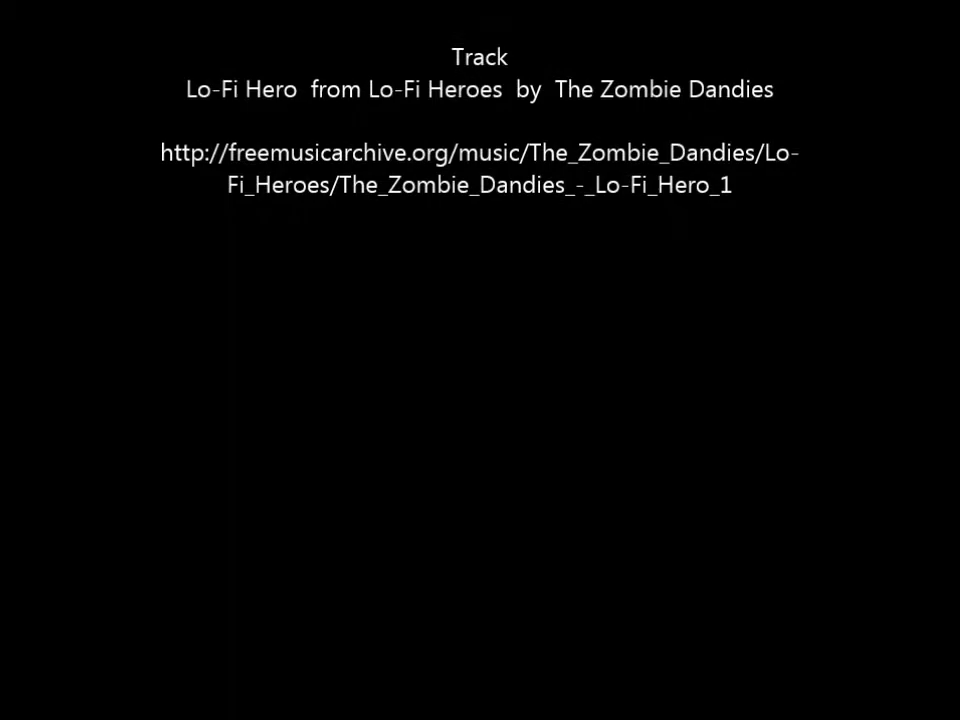 Track
Lo-Fi Hero  from Lo-Fi Heroes  by  The Zombie Dandies
http://freemusicarchive.org/music/The_Zombie_Dandies/Lo-
Fi_Heroes/The_Zombie_Dandies_-_Lo-Fi_Hero_1